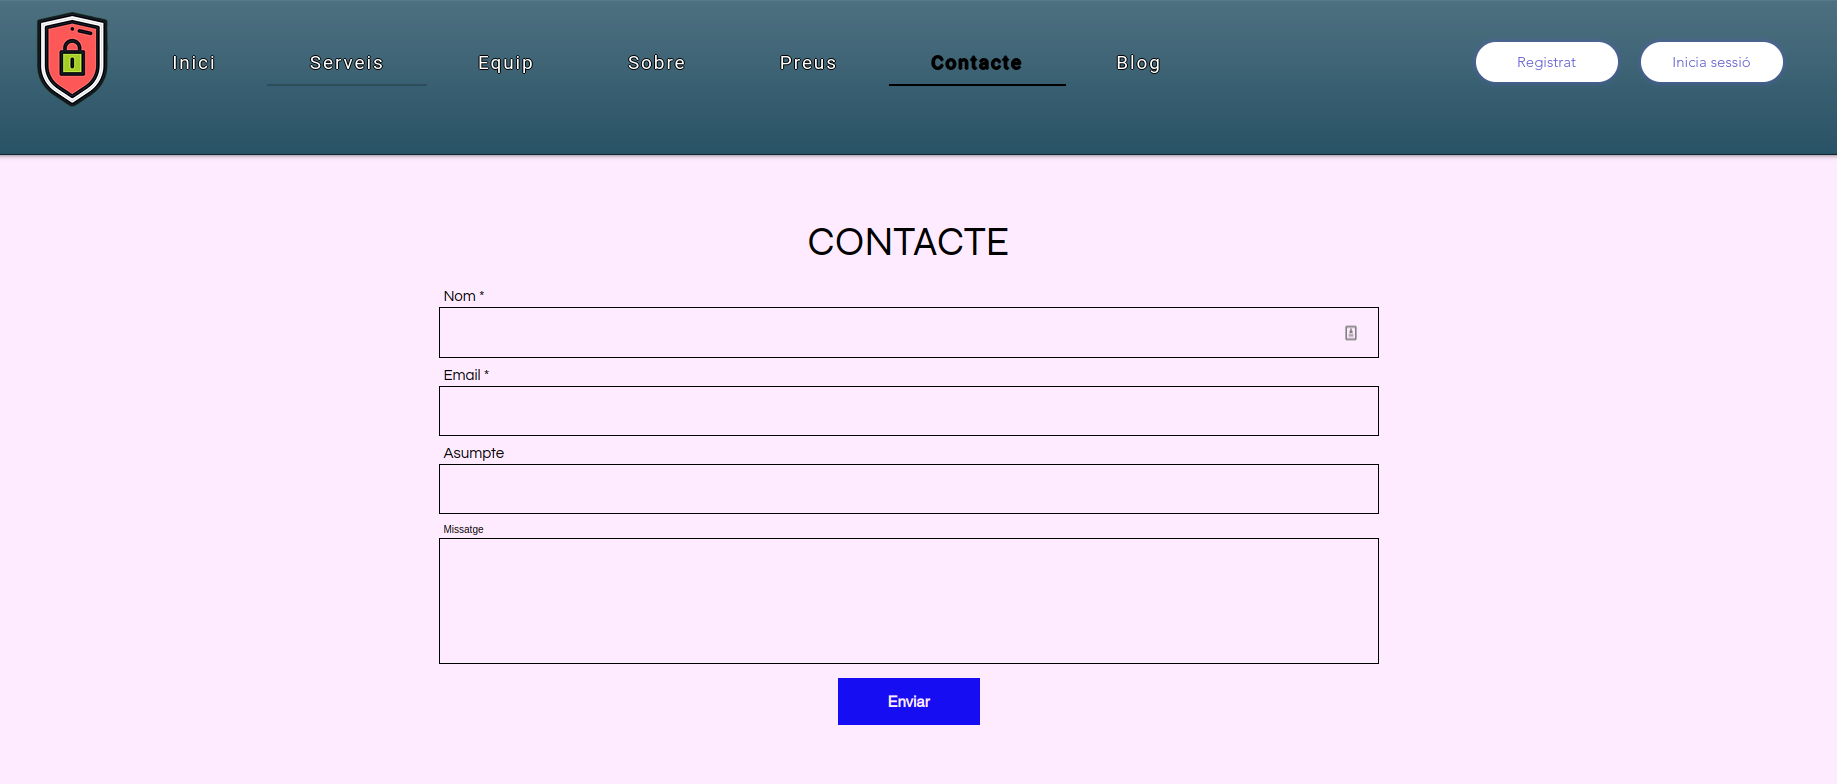 Inici Serveis Equip Sobre Preus Contacte Blog Registrat Inicia sessió
CONTACTE
Nom *
Email *
Asumpte
Missatge
Enviar